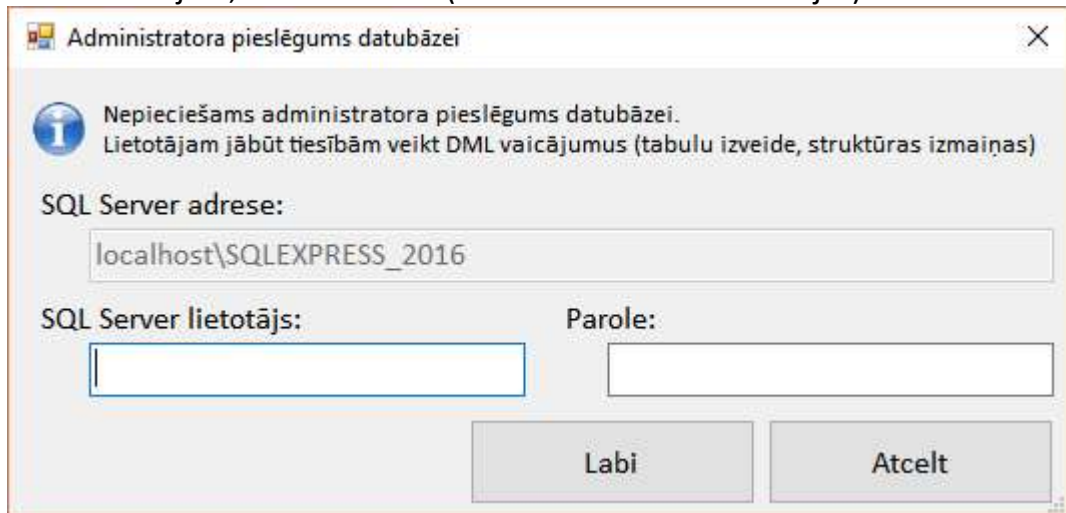 Administratora pieslēgums datubāzei
Nepieciešams administratora pieslēgums datubāzei.
Lietotājam jābūt tiesībām veikt DML vaicājumus (tabulu izveide, struktūras izmaiņas)
SQL Server adrese:
localhost\SQLEXPRESS_2016
SQL Server lietotājs:
Parole:
Labi
Atcelt